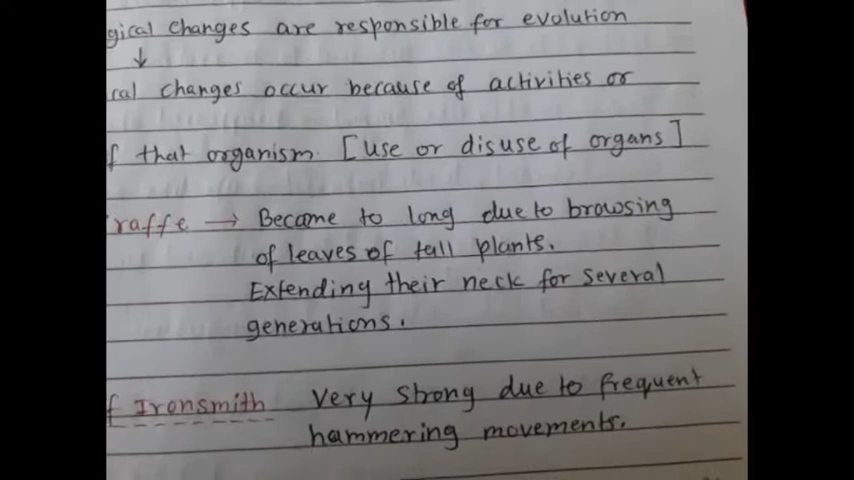 gical changes are responsible for evolution
↓
cal changes occur because of activities or
f that organism. [use or disuse of organs]
raffe → Became to long due to browsing
of leaves of tall plants.
Extending their neck for several
generations.
f Ironsmith Very strong due to frequent
hammering movements.